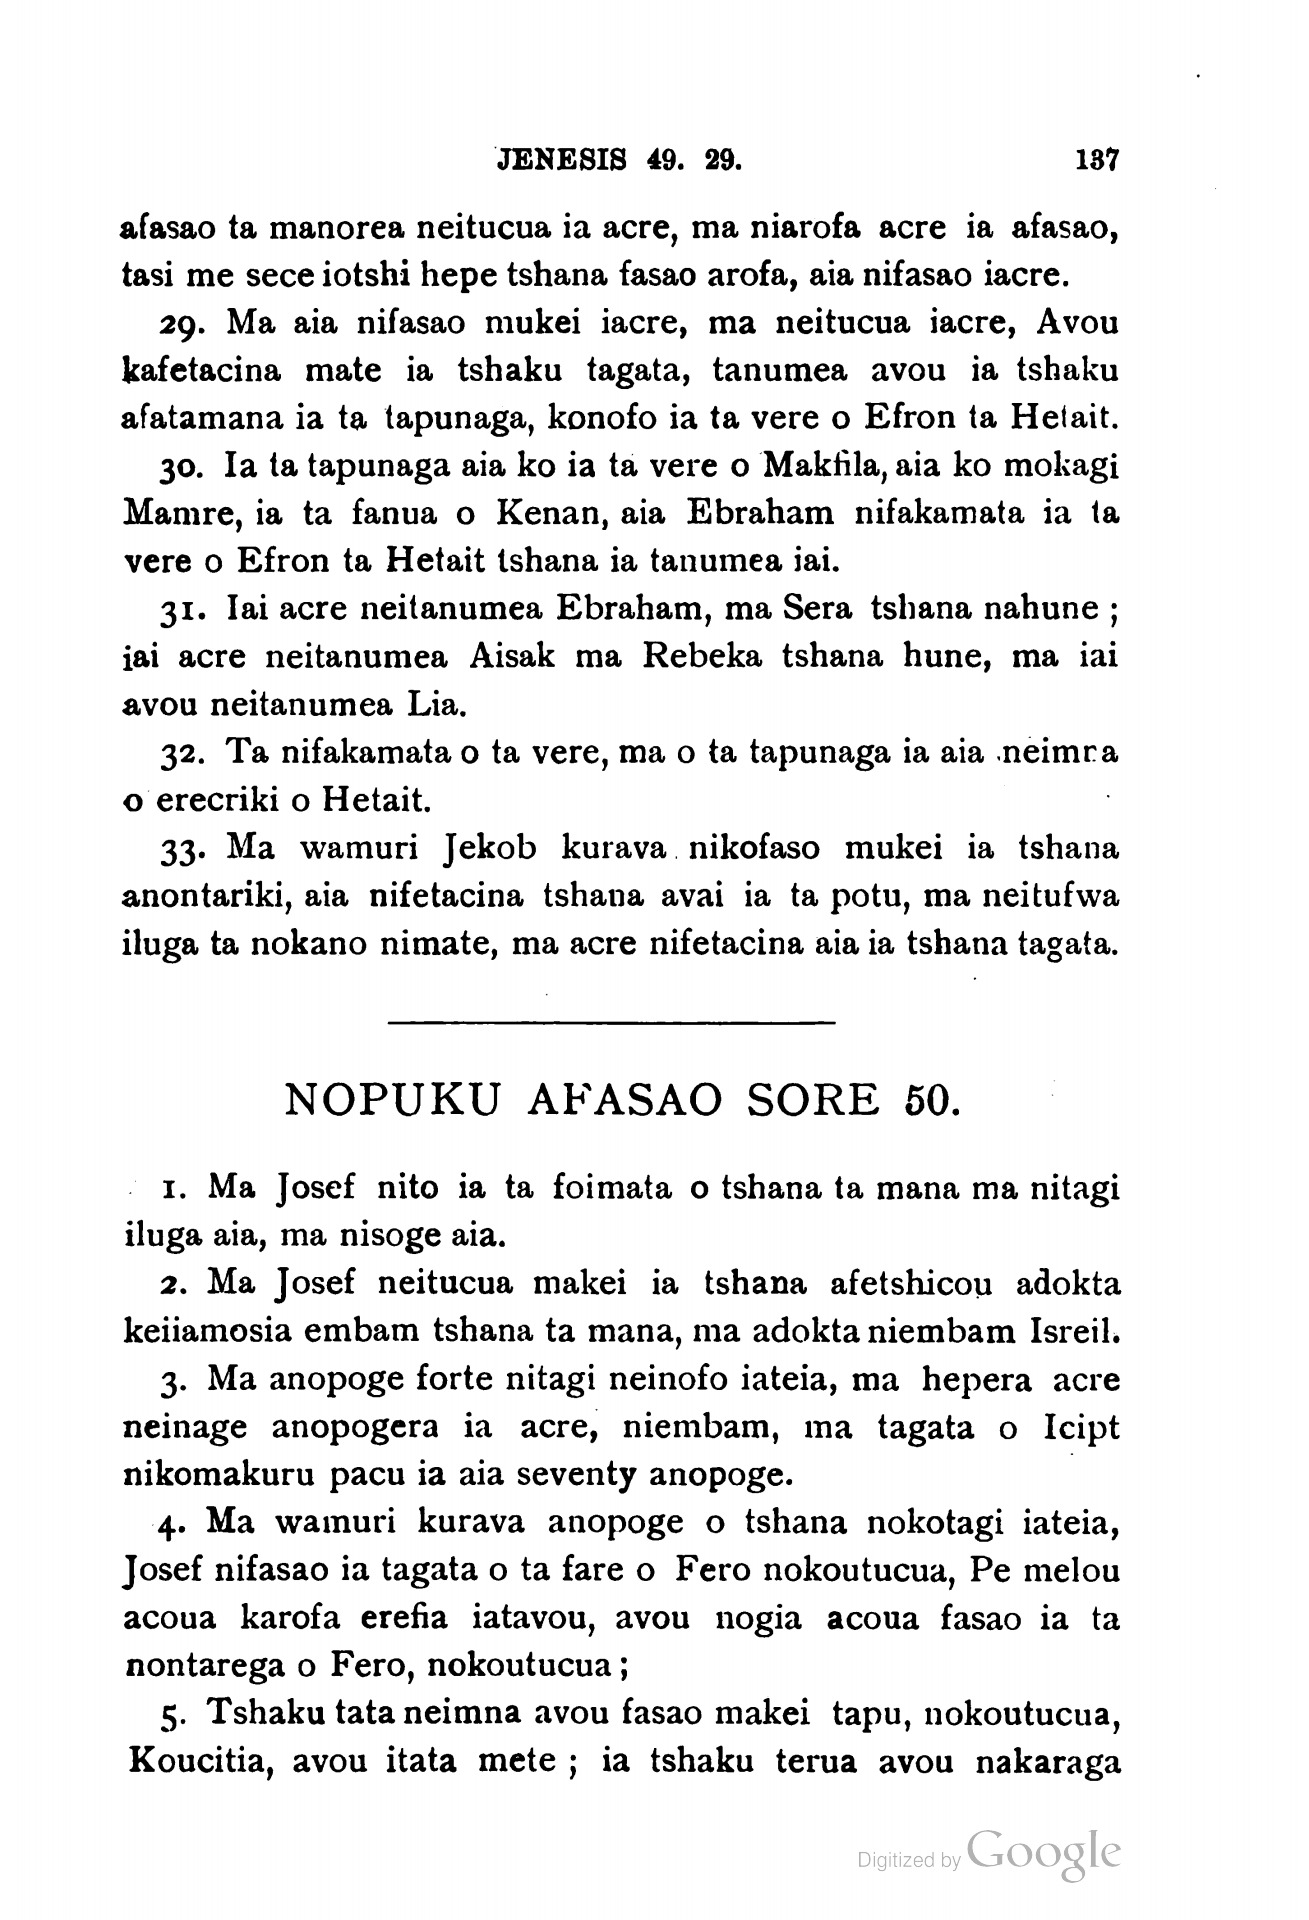 JENESIS 49. 29. 137
afasao ta manorea neitucua ia acre, ma niarofa acre ia afasao,
tasi me sece iotshi hepe tshana fasao arofa, aia nifasao iacre.
29. Ma aia nifasao mukei iacre, ma neitucua iacre, Avou
kafetacina mate ia tshaku tagata, tanumea avou ia tshaku
afatamana ia ta tapunaga, konofo ia ta vere o Efron ta Hetait.
30. Ia ta tapunaga aia ko ia ta vere o Makfila, aia ko mokagi
Mamre, ia ta fanua o Kenan, aia Ebraham nifakamata ia ta
vere o Efron ta Hetait tshana ia tanumea iai.
31. Iai acre neitanumea Ebraham, ma Sera tshana nahune ;
iai acre neitanumea Aisak ma Rebeka tshana hune, ma iai
avou neitanumea Lia.
32. Ta nifakamata o ta vere, ma o ta tapunaga ia aia neimna
o erecriki o Hetait.
33. Ma wamuri Jekob kurava nikofaso mukei ia tshana
anontariki, aia nifetacina tshana avai ia ta potu, ma neitufwa
iluga ta nokano nimate, ma acre nifetacina aia ia tshana tagata.
NOPUKU AFASAO SORE 50.
1. Ma Josef nito ia ta foimata o tshana ta mana ma nitagi
iluga aia, ma nisoge aia.
2. Ma Josef neitucua makei ia tshana afetshicou adokta
keiiamosia embam tshana ta mana, ma adokta niembam Isreil.
3. Ma anopoge forte nitagi neinofo iateia, ma hepera acre
neinage anopogera ia acre, niembam, ma tagata o Icipt
nikomakuru pacu ia aia seventy anopoge.
4. Ma wamuri kurava anopoge o tshana nokotagi iateia,
Josef nifasao ia tagata o ta fare o Fero nokoutucua, Pe melou
acoua karofa erefia iatavou, avou nogia acoua fasao ia ta
nontarega o Fero, nokoutucua ;
5. Tshaku tata neimna avou fasao makei tapu, nokoutucua,
Koucitia, avou itata mete ; ia tshaku terua avou nakaraga
Digitized by Google